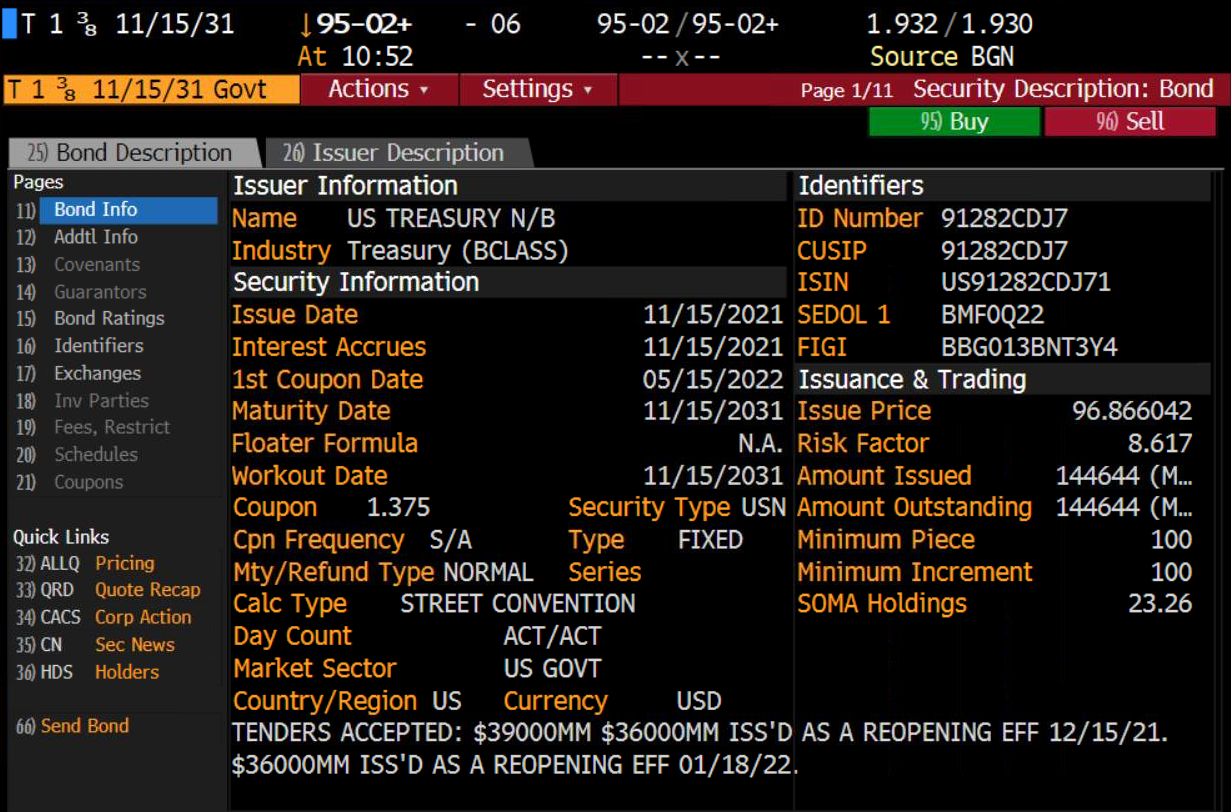 T 1 ⅜ 11/15/31 ↓95-02+ - 06 95-02/95-02+ 1.932/1.930
At 10:52 --x-- Source BGN
T 1 ⅜ 11/15/31 Govt Actions ▾ Settings ▾ Page 1/11 Security Description: Bond
95) Buy 96) Sell
25) Bond Description 26) Issuer Description
Pages
11) Bond Info
12) Addtl Info
13) Covenants
14) Guarantors
15) Bond Ratings
16) Identifiers
17) Exchanges
18) Inv Parties
19) Fees, Restrict
20) Schedules
21) Coupons
Quick Links
32) ALLQ Pricing
33) QRD Quote Recap
34) CACS Corp Action
35) CN Sec News
36) HDS Holders
66) Send Bond
Issuer Information
Name US TREASURY N/B
Industry Treasury (BCLASS)
Security Information
Issue Date 11/15/2021
Interest Accrues 11/15/2021
1st Coupon Date 05/15/2022
Maturity Date 11/15/2031
Floater Formula N.A.
Workout Date 11/15/2031
Coupon 1.375 Security Type USN
Cpn Frequency S/A Type FIXED
Mty/Refund Type NORMAL Series
Calc Type STREET CONVENTION
Day Count ACT/ACT
Market Sector US GOVT
Country/Region US Currency USD
Identifiers
ID Number 91282CDJ7
CUSIP 91282CDJ7
ISIN US91282CDJ71
SEDOL 1 BMF0Q22
FIGI BBG013BNT3Y4
Issuance & Trading
Issue Price 96.866042
Risk Factor 8.617
Amount Issued 144644 (M...
Amount Outstanding 144644 (M...
Minimum Piece 100
Minimum Increment 100
SOMA Holdings 23.26
TENDERS ACCEPTED: $39000MM $36000MM ISS'D AS A REOPENING EFF 12/15/21.
$36000MM ISS'D AS A REOPENING EFF 01/18/22.